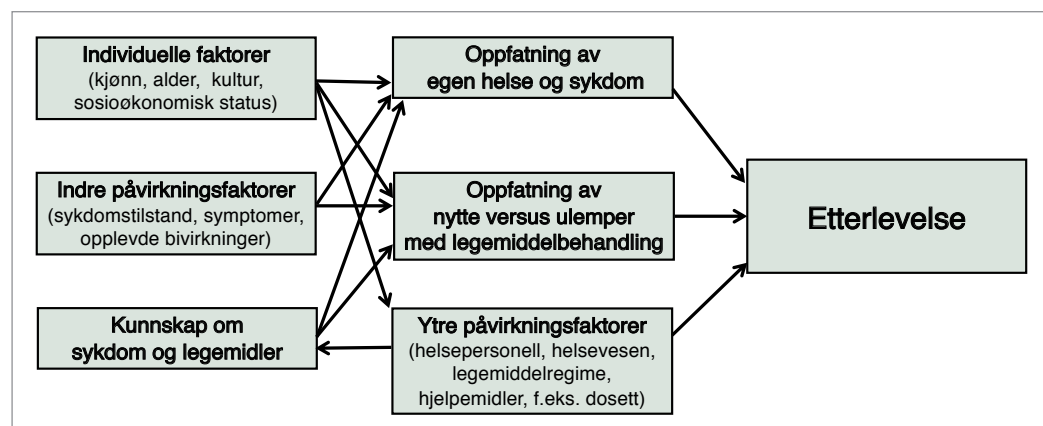 Individuelle faktorer
(kjønn, alder, kultur,
sosioøkonomisk status)
Indre påvirkningsfaktorer
(sykdomstilstand, symptomer,
opplevde bivirkninger)
Kunnskap om
sykdom og legemidler
Oppfatning av
egen helse og sykdom
Oppfatning av
nytte versus ulemper
med legemiddelbehandling
Ytre påvirkningsfaktorer
(helsepersonell, helsevesen,
legemiddelregime,
hjelpemidler, f.eks. dosett)
Etterlevelse